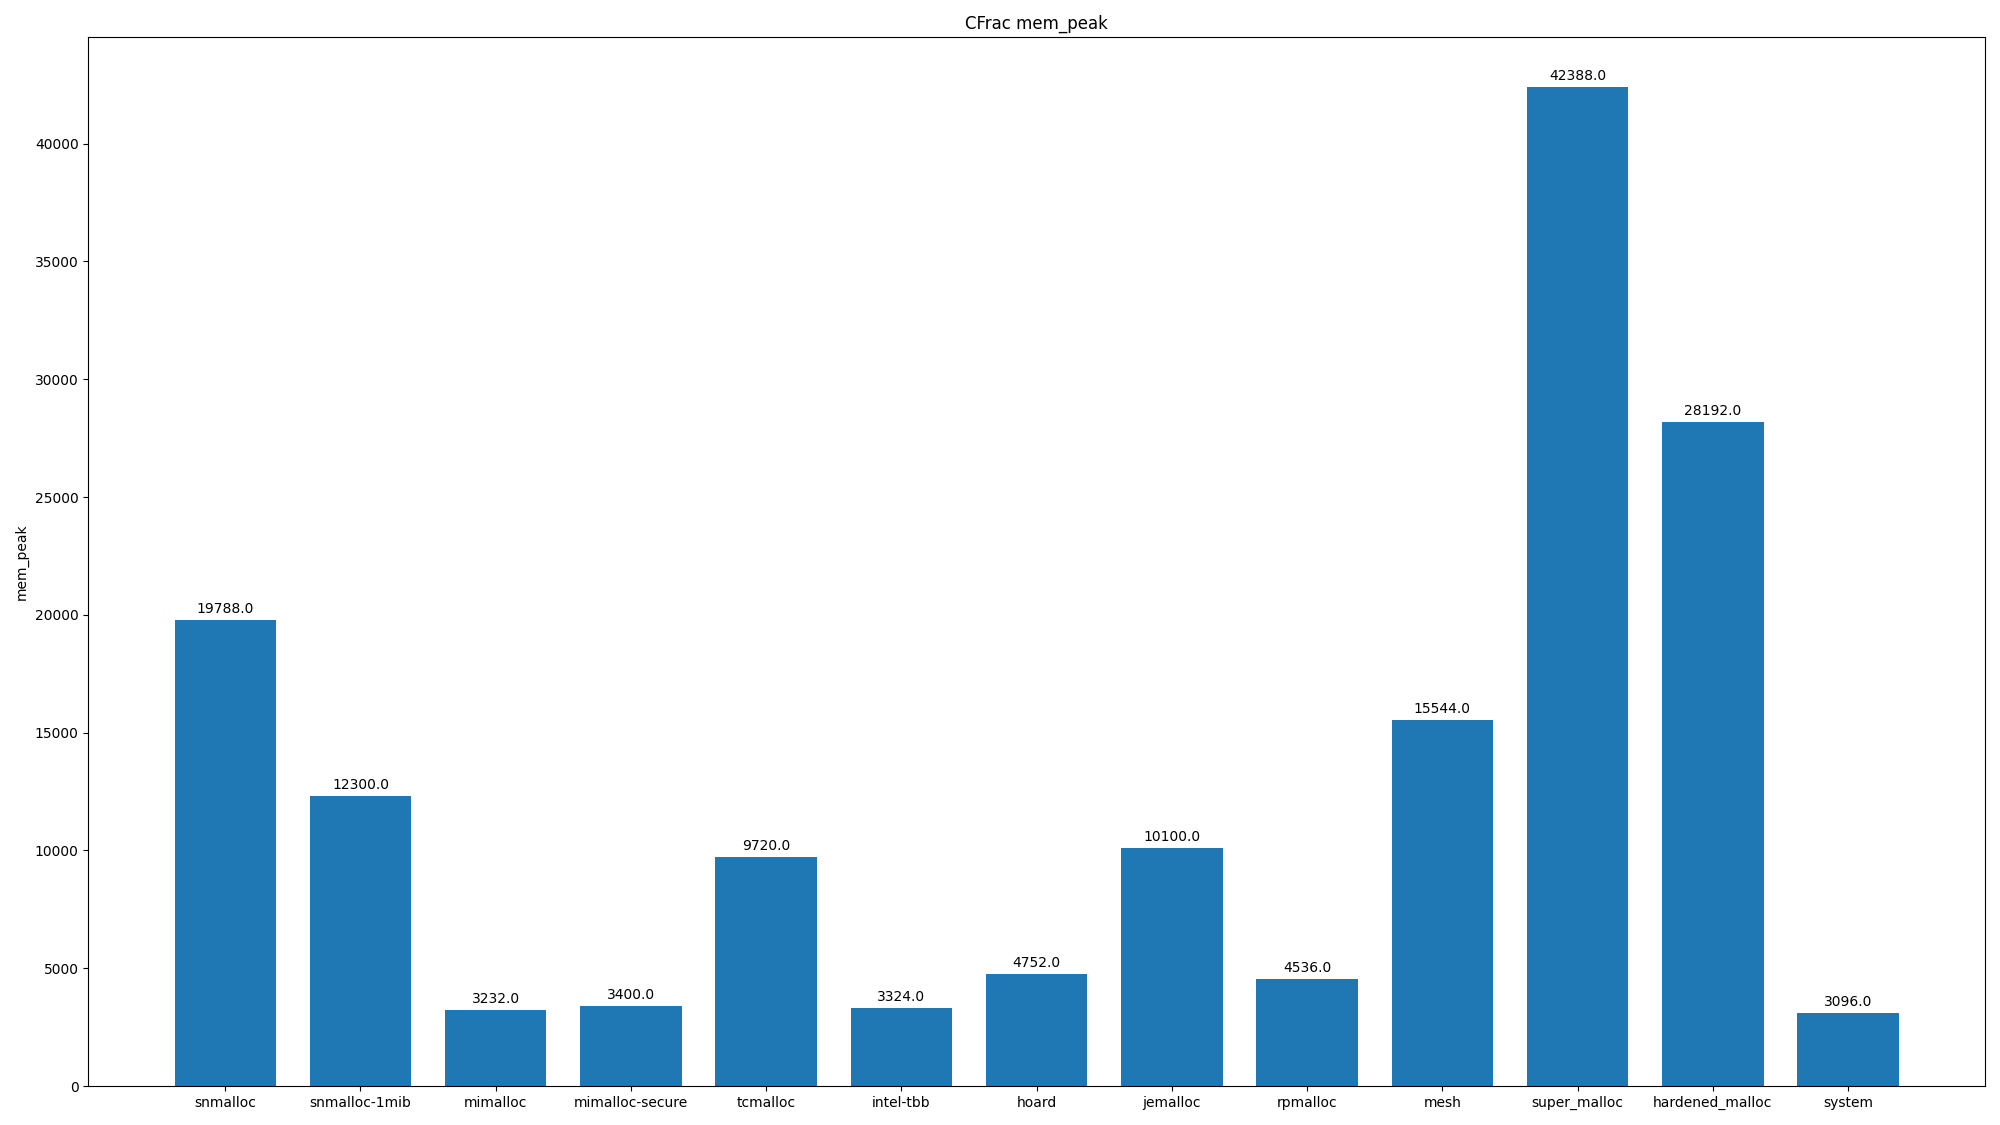 CFrac mem_peak
mem_peak
40000
35000
30000
25000
20000
15000
10000
5000
0
19788.0
12300.0
3232.0
3400.0
9720.0
3324.0
4752.0
10100.0
4536.0
15544.0
42388.0
28192.0
3096.0
snmalloc
snmalloc-1mib
mimalloc
mimalloc-secure
tcmalloc
intel-tbb
hoard
jemalloc
rpmalloc
mesh
super_malloc
hardened_malloc
system